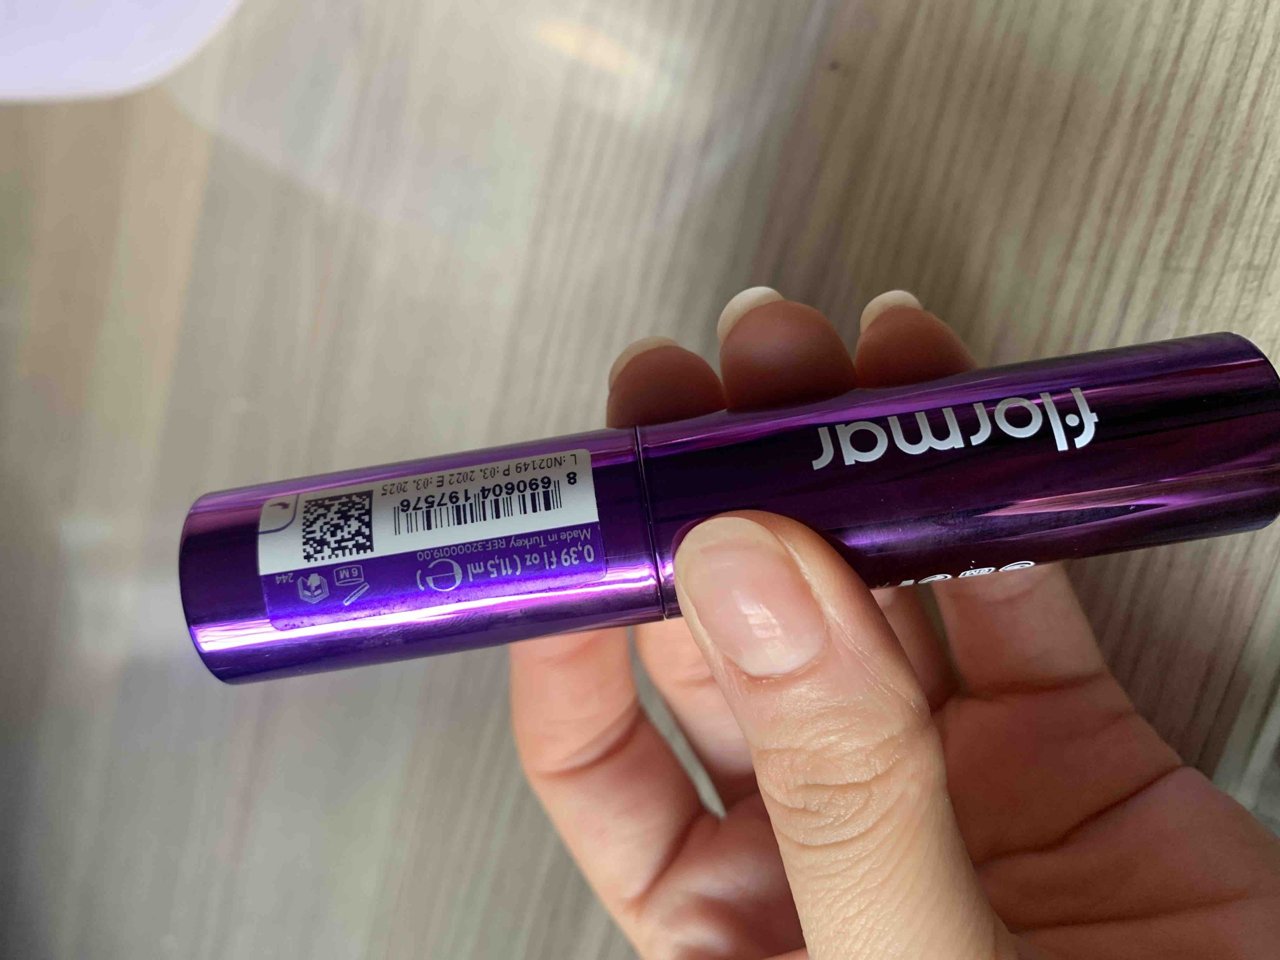 flormar
L:N02149 P:03. 2022 E:03. 2025
8 690604 197576
Made in Turkey REF:32000019.00
0,39 fl oz (11,5 ml e)
6 M
244